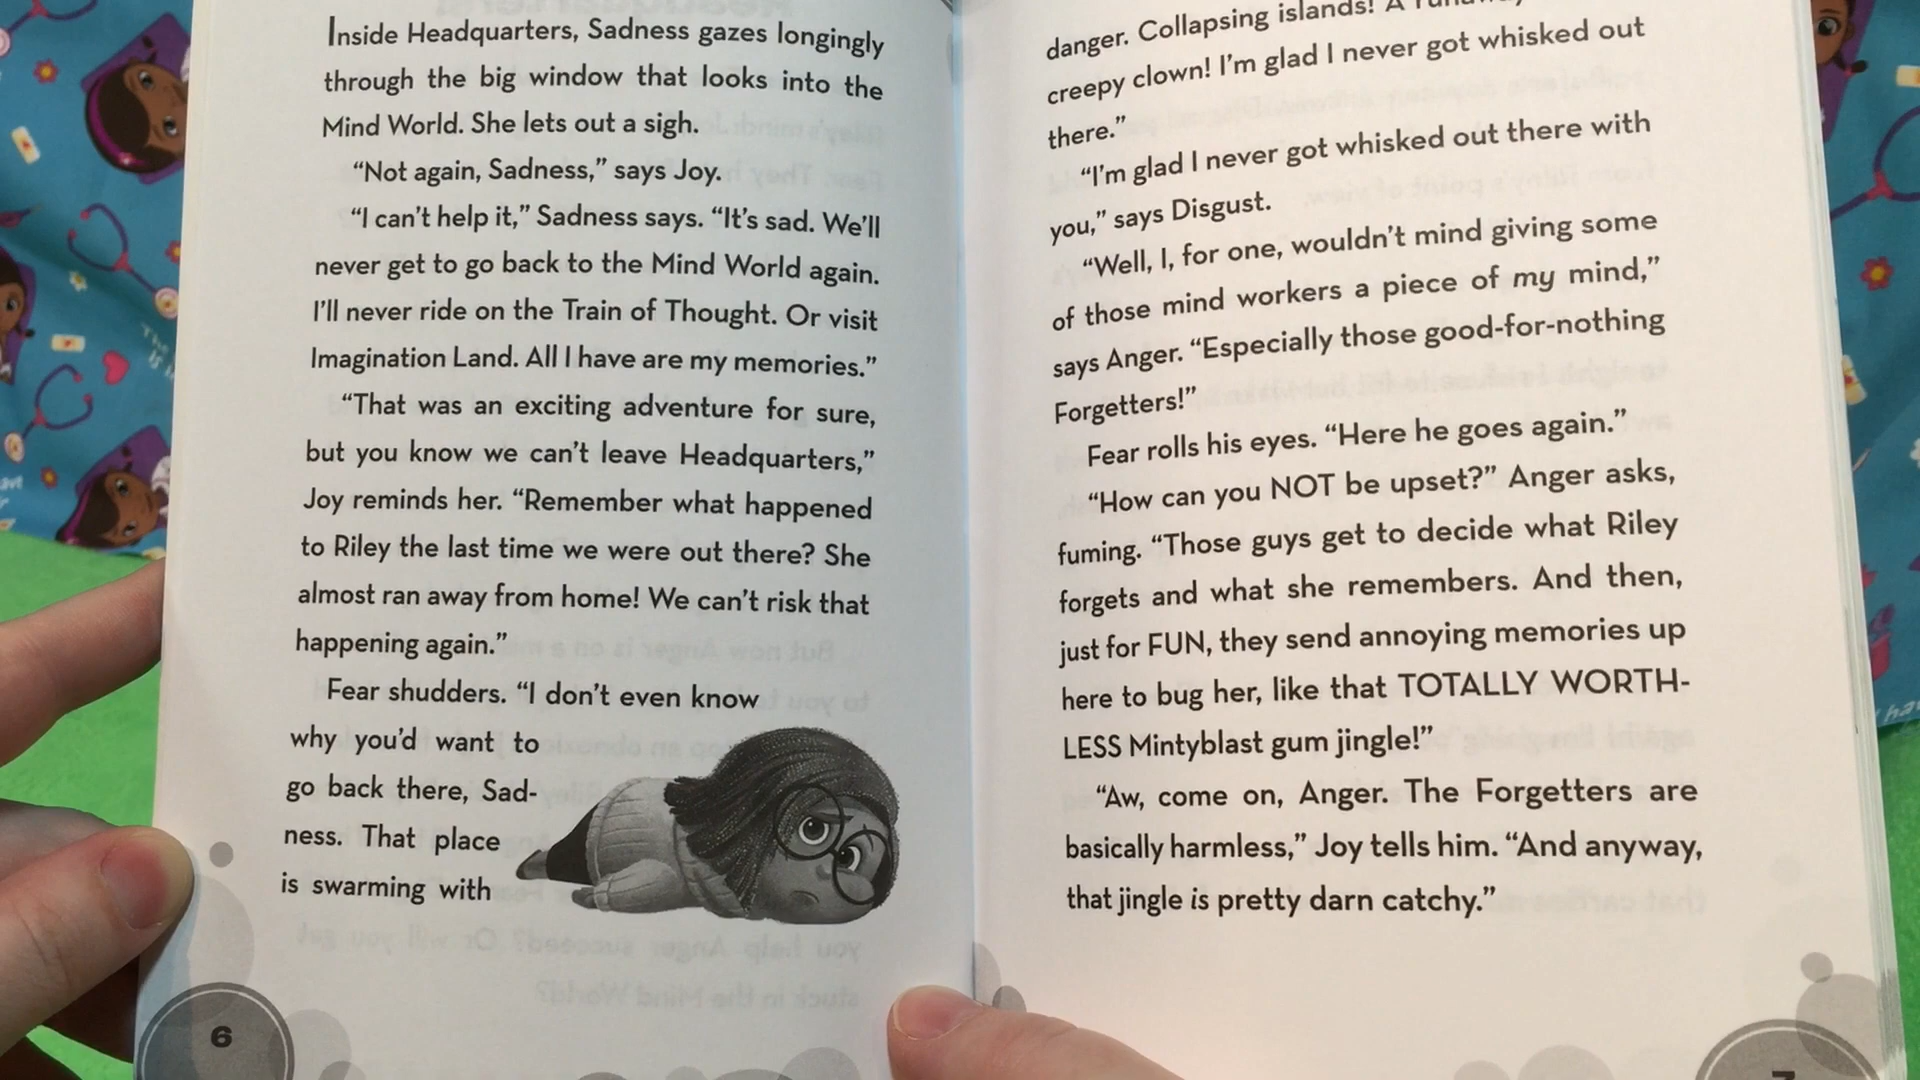 Inside Headquarters, Sadness gazes longingly
through the big window that looks into the
Mind World. She lets out a sigh.
“Not again, Sadness,” says Joy.
“I can’t help it,” Sadness says. “It’s sad. We’ll
never get to go back to the Mind World again.
I’ll never ride on the Train of Thought. Or visit
Imagination Land. All I have are my memories.”
“That was an exciting adventure for sure,
but you know we can’t leave Headquarters,”
Joy reminds her. “Remember what happened
to Riley the last time we were out there? She
almost ran away from home! We can’t risk that
happening again.”
Fear shudders. “I don’t even know
why you’d want to
go back there, Sad-
ness. That place
is swarming with
6
danger. Collapsing islands! A
creepy clown! I’m glad I never got whisked out
there.”
“I’m glad I never got whisked out there with
you,” says Disgust.
“Well, I, for one, wouldn’t mind giving some
of those mind workers a piece of my mind,”
says Anger. “Especially those good-for-nothing
Forgetters!”
Fear rolls his eyes. “Here he goes again.”
“How can you NOT be upset?” Anger asks,
fuming. “Those guys get to decide what Riley
forgets and what she remembers. And then,
just for FUN, they send annoying memories up
here to bug her, like that TOTALLY WORTH-
LESS Mintyblast gum jingle!”
“Aw, come on, Anger. The Forgetters are
basically harmless,” Joy tells him. “And anyway,
that jingle is pretty darn catchy.”
7